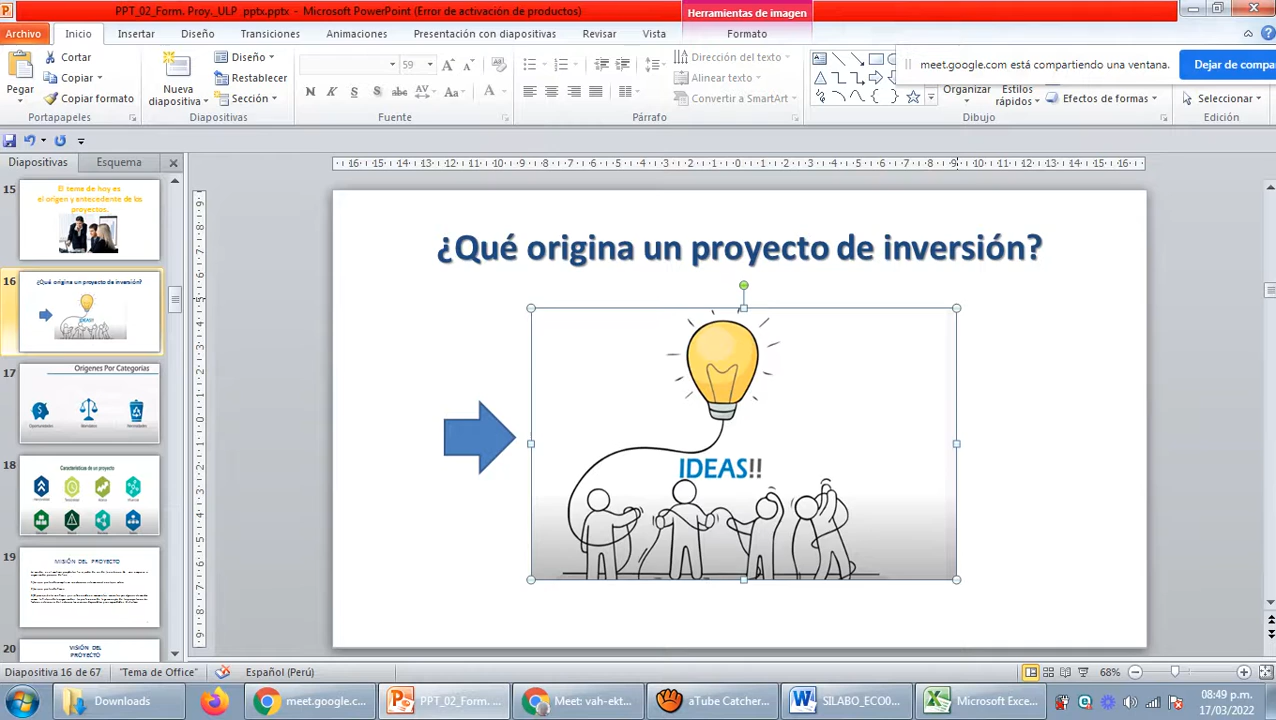 PPT_02_Form. Proy._ULP pptx.pptx - Microsoft PowerPoint (Error de activación de productos)
Herramientas de imagen
Archivo Inicio Insertar Diseño Transiciones Animaciones Presentación con diapositivas Revisar Vista Formato
Pegar
Cortar
Copiar
Copiar formato
Portapapeles
Nueva diapositiva
Diseño
Restablecer
Sección
Diapositivas
59
Fuente
Dirección del texto
Alinear texto
Convertir a SmartArt
Párrafo
meet.google.com está compartiendo una ventana.
Dejar de compa
Organizar
Estilos rápidos
Efectos de formas
Dibujo
Seleccionar
Edición
Diapositivas Esquema
15
El tema de hoy es
el origen y antecedente de los
proyectos.
16
¿Qué origina un proyecto de inversión?
IDEAS!!
17
Orígenes Por Categorías
18
Características de un proyecto
19
MISIÓN DEL PROYECTO
20
VISIÓN DEL
PROYECTO
¿Qué origina un proyecto de inversión?
IDEAS!!
Diapositiva 16 de 67 "Tema de Office" Español (Perú) 68%
Downloads meet.google.c... PPT_02_Form. ... Meet: vah-ekt... aTube Catcher... SILABO_ECO0... Microsoft Exce...
08:49 p.m.
17/03/2022